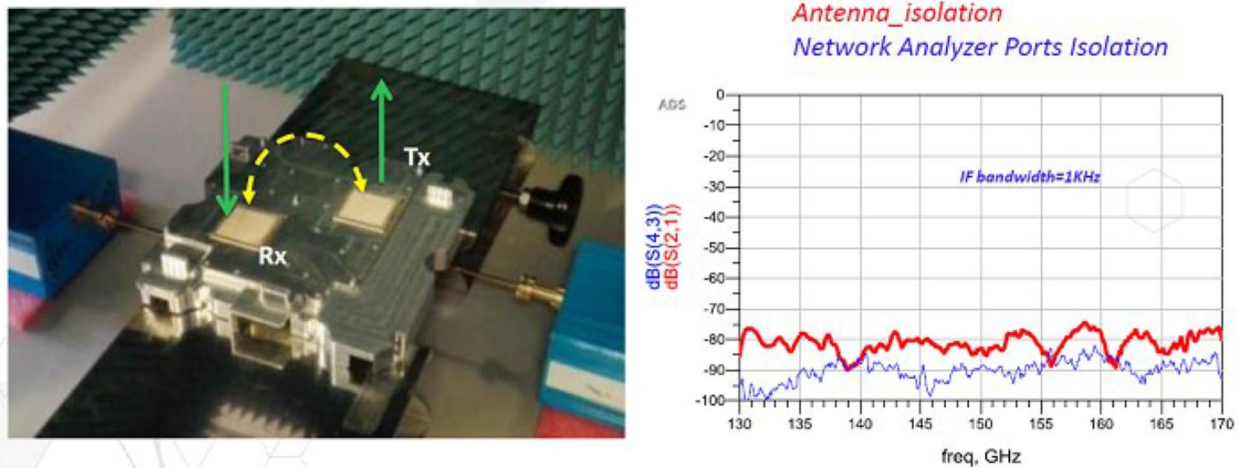 Tx
Rx
Antenna_isolation
Network Analyzer Ports Isolation
ADS
IF bandwidth=1KHz
dB(S(4,3))
dB(S(2,1))
0
-10
-20
-30
-40
-50
-60
-70
-80
-90
-100
130 135 140 145 150 155 160 165 170
freq, GHz